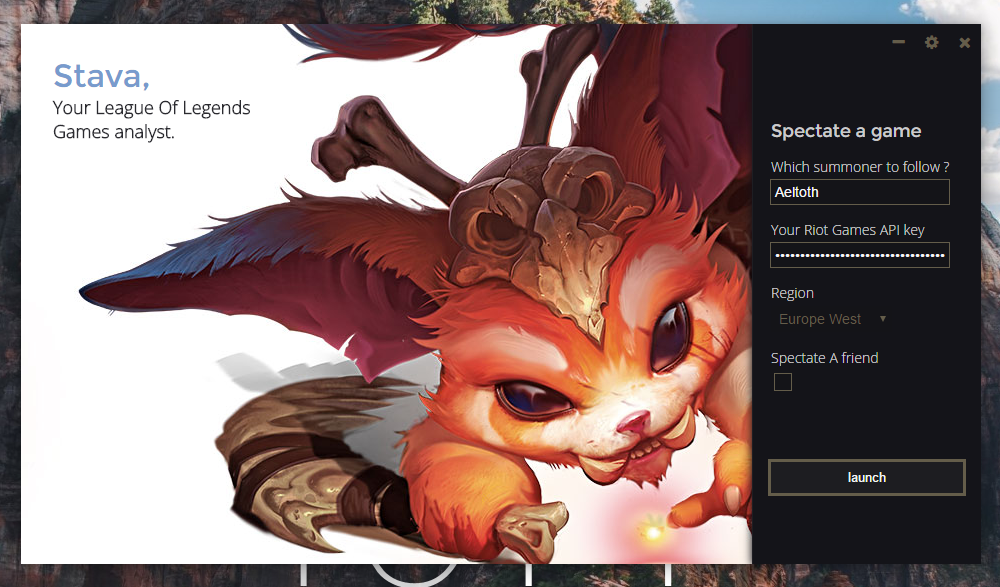 Stava,
Your League Of Legends
Games analyst.
Spectate a game
Which summoner to follow ?
Aeltoth
Your Riot Games API key
••••••••••••••••••••••••••••••••••
Region
Europe West
Spectate A friend
launch